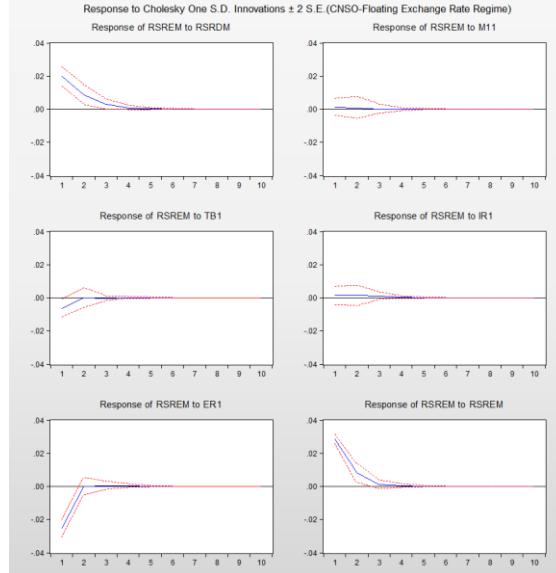 Response to Cholesky One S.D. Innovations ± 2 S.E.(CNSO-Floating Exchange Rate Regime)
Response of RSREM to RSRDM
.04
.02
.00
-.02
-.04
1 2 3 4 5 6 7 8 9 10
Response of RSREM to M11
.04
.02
.00
-.02
-.04
1 2 3 4 5 6 7 8 9 10
Response of RSREM to TB1
.04
.02
.00
-.02
-.04
1 2 3 4 5 6 7 8 9 10
Response of RSREM to IR1
.04
.02
.00
-.02
-.04
1 2 3 4 5 6 7 8 9 10
Response of RSREM to ER1
.04
.02
.00
-.02
-.04
1 2 3 4 5 6 7 8 9 10
Response of RSREM to RSREM
.04
.02
.00
-.02
-.04
1 2 3 4 5 6 7 8 9 10